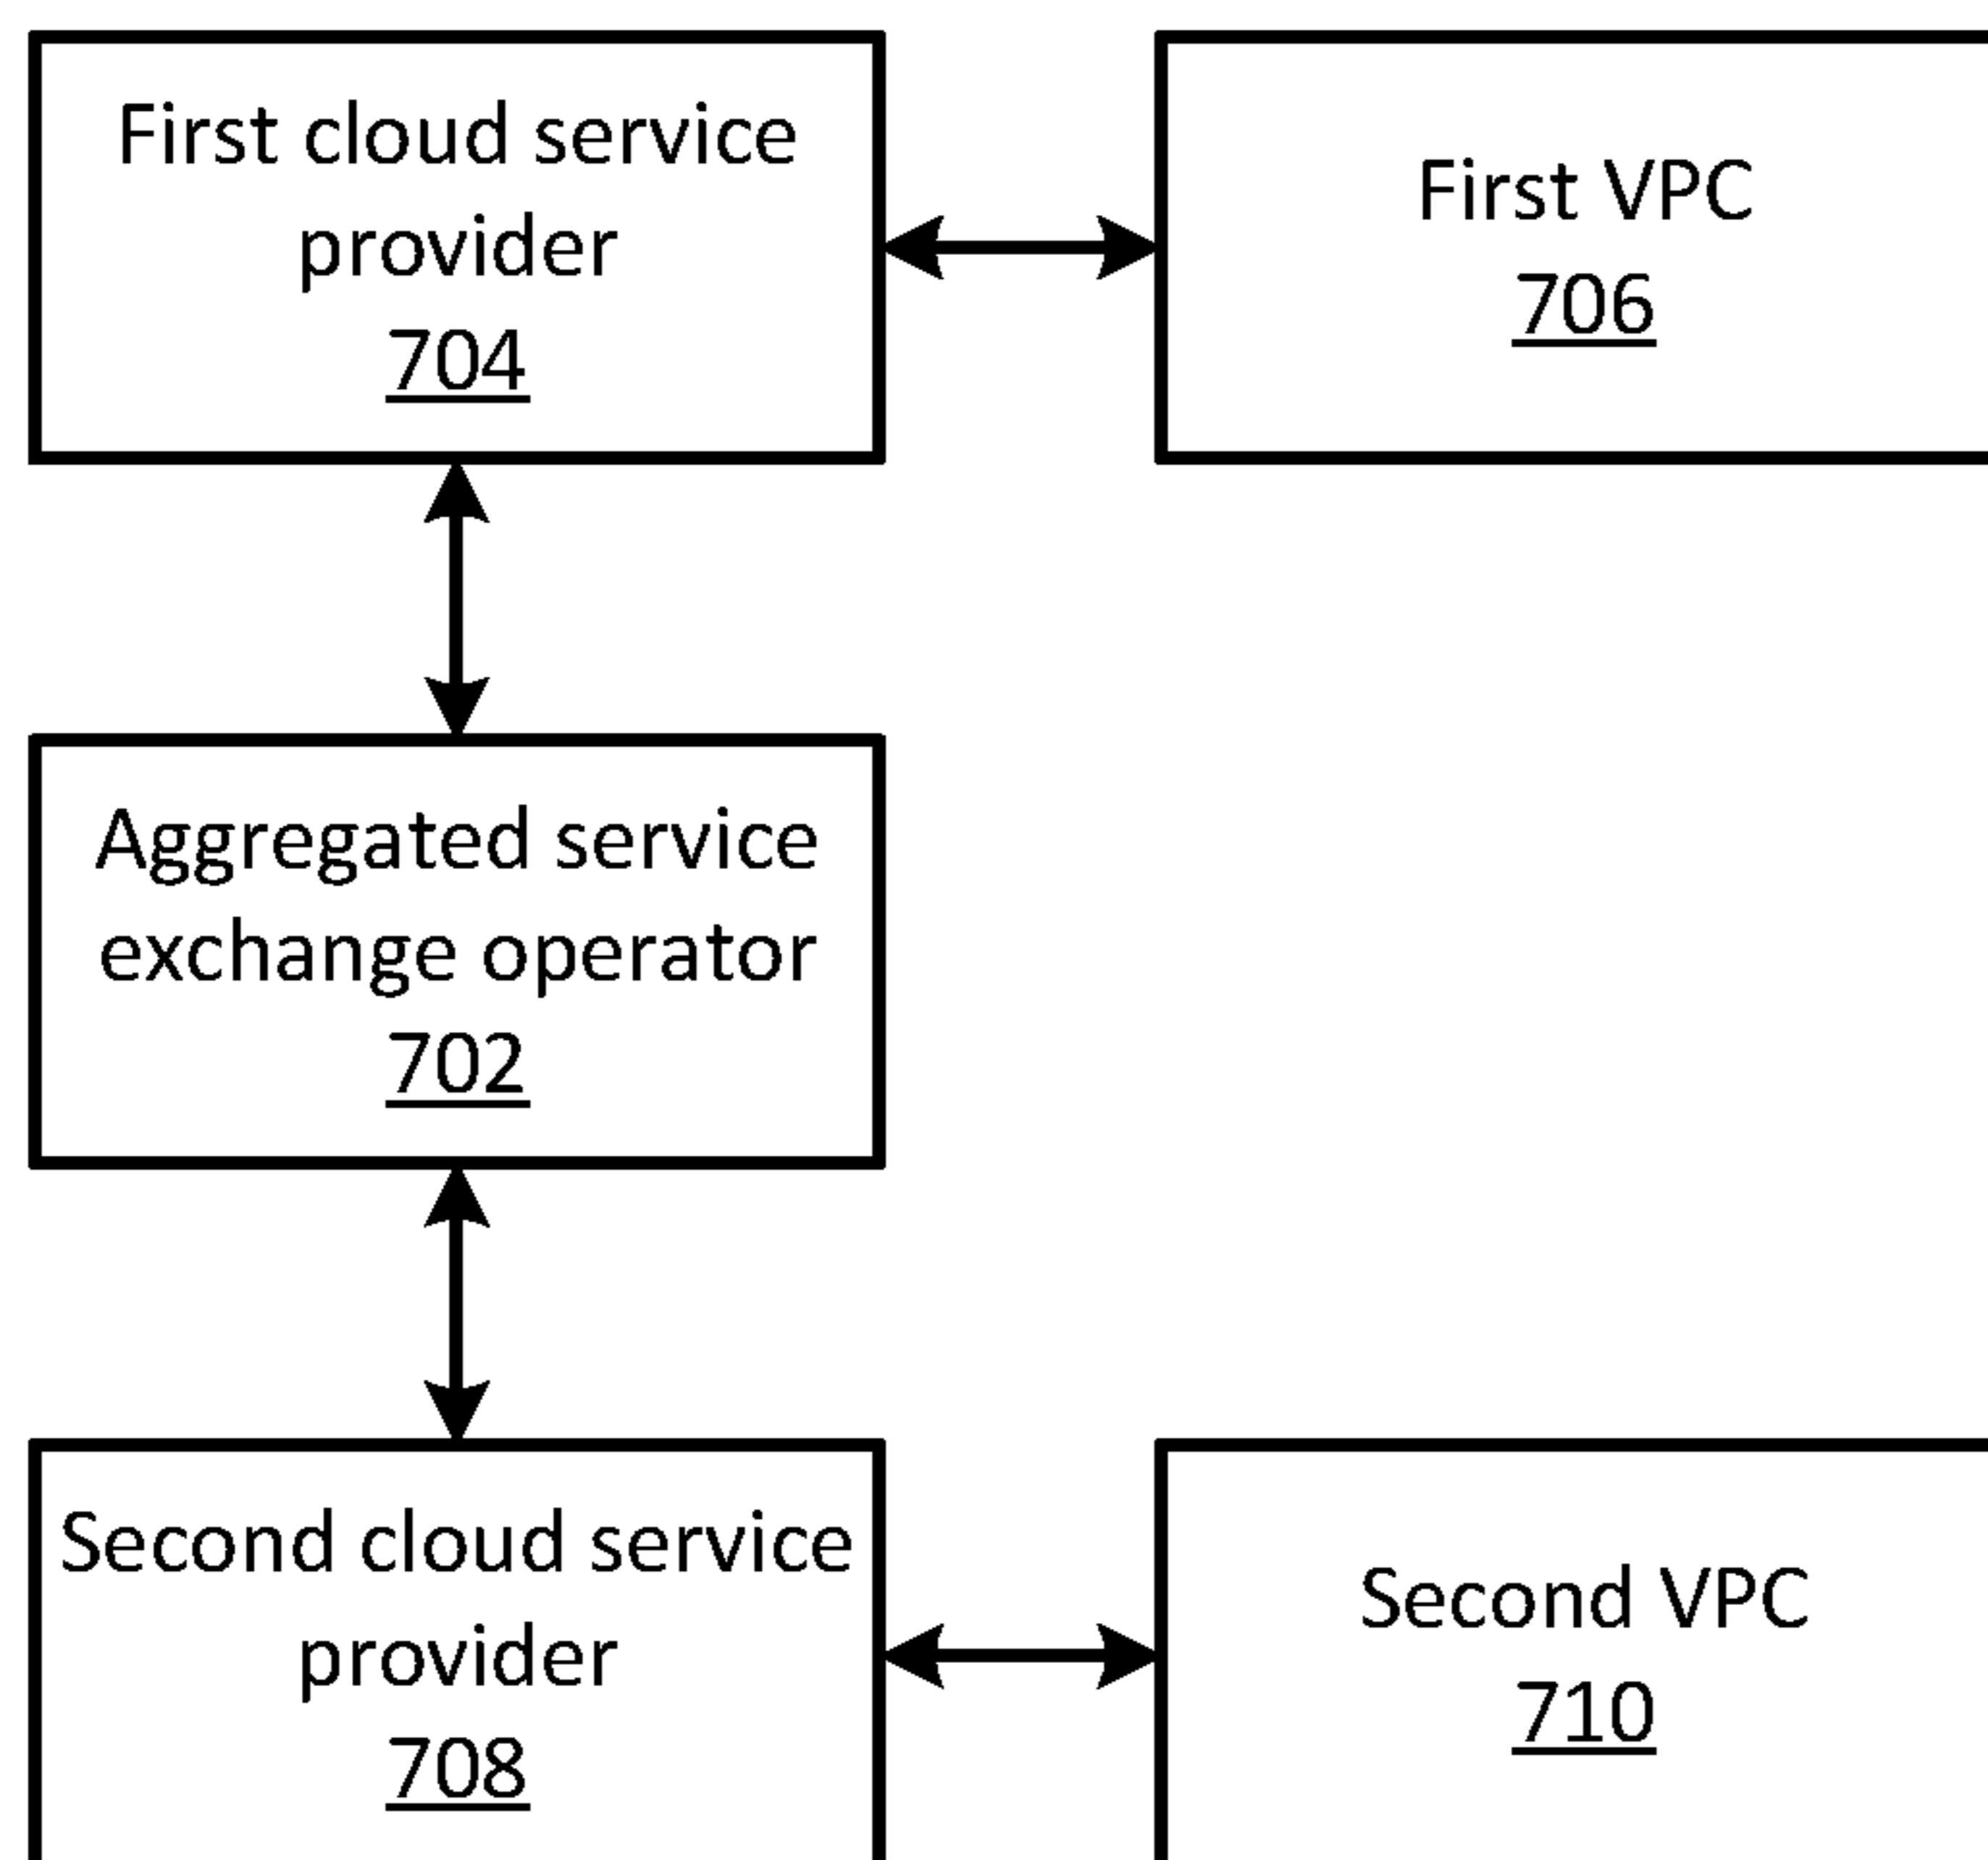 First cloud service
provider
704
First VPC
706
Aggregated service
exchange operator
702
Second cloud service
provider
708
Second VPC
710